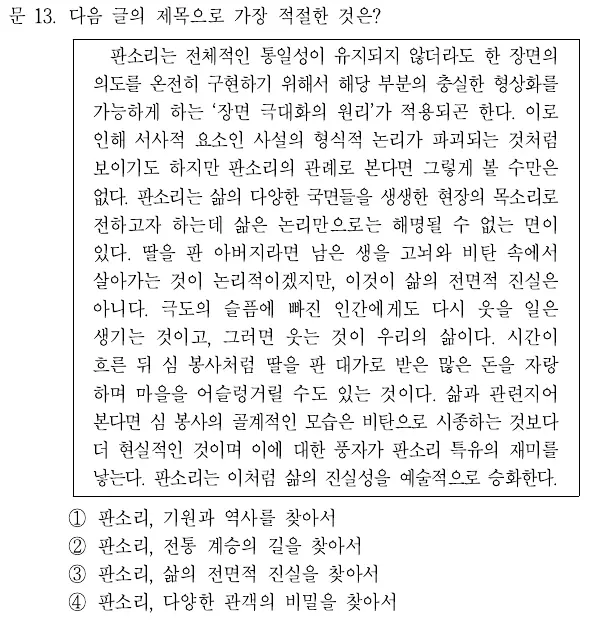 문 13. 다음 글의 제목으로 가장 적절한 것은?
판소리는 전체적인 통일성이 유지되지 않더라도 한 장면의
의도를 온전히 구현하기 위해서 해당 부분의 충실한 형상화를
가능하게 하는 ‘장면 극대화의 원리’가 적용되곤 한다. 이로
인해 서사적 요소인 사설의 형식적 논리가 파괴되는 것처럼
보이기도 하지만 판소리의 관례로 본다면 그렇게 볼 수만은
없다. 판소리는 삶의 다양한 국면들을 생생한 현장의 목소리로
전하고자 하는데 삶은 논리만으로는 해명될 수 없는 면이
있다. 딸을 판 아버지라면 남은 생을 고뇌와 비탄 속에서
살아가는 것이 논리적이겠지만, 이것이 삶의 전면적 진실은
아니다. 극도의 슬픔에 빠진 인간에게도 다시 웃을 일은
생기는 것이고, 그러면 웃는 것이 우리의 삶이다. 시간이
흐른 뒤 심 봉사처럼 딸을 판 대가로 받은 많은 돈을 자랑
하며 마을을 어슬렁거릴 수도 있는 것이다. 삶과 관련지어
본다면 심 봉사의 골계적인 모습은 비탄으로 시종하는 것보다
더 현실적인 것이며 이에 대한 풍자가 판소리 특유의 재미를
낳는다. 판소리는 이처럼 삶의 진실성을 예술적으로 승화한다.
① 판소리, 기원과 역사를 찾아서
② 판소리, 전통 계승의 길을 찾아서
③ 판소리, 삶의 전면적 진실을 찾아서
④ 판소리, 다양한 관객의 비밀을 찾아서